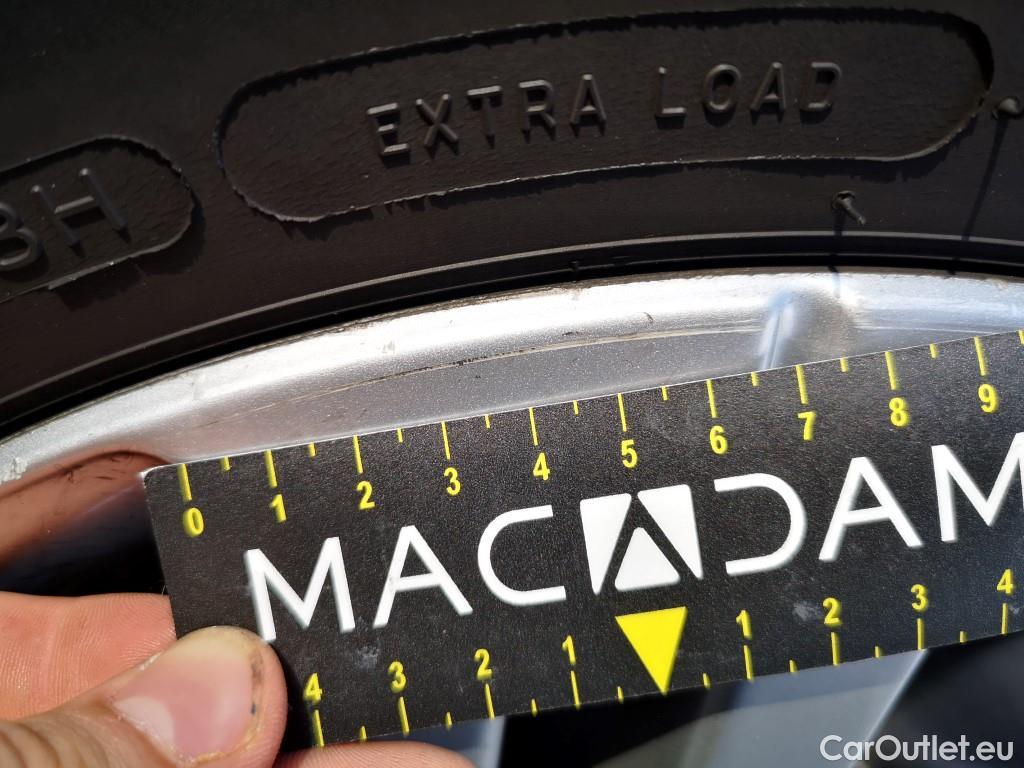 EXTRA LOAD
8H
0 1 2 3 4 5 6 7 8 9
MACADAM
4 3 2 1 1 2 3 4
CarOutlet.eu